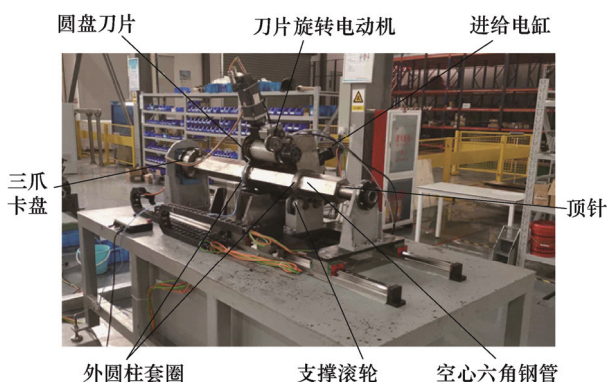 圆盘刀片
刀片旋转电动机
进给电缸
三爪
卡盘
顶针
外圆柱套圈
支撑滚轮
空心六角钢管